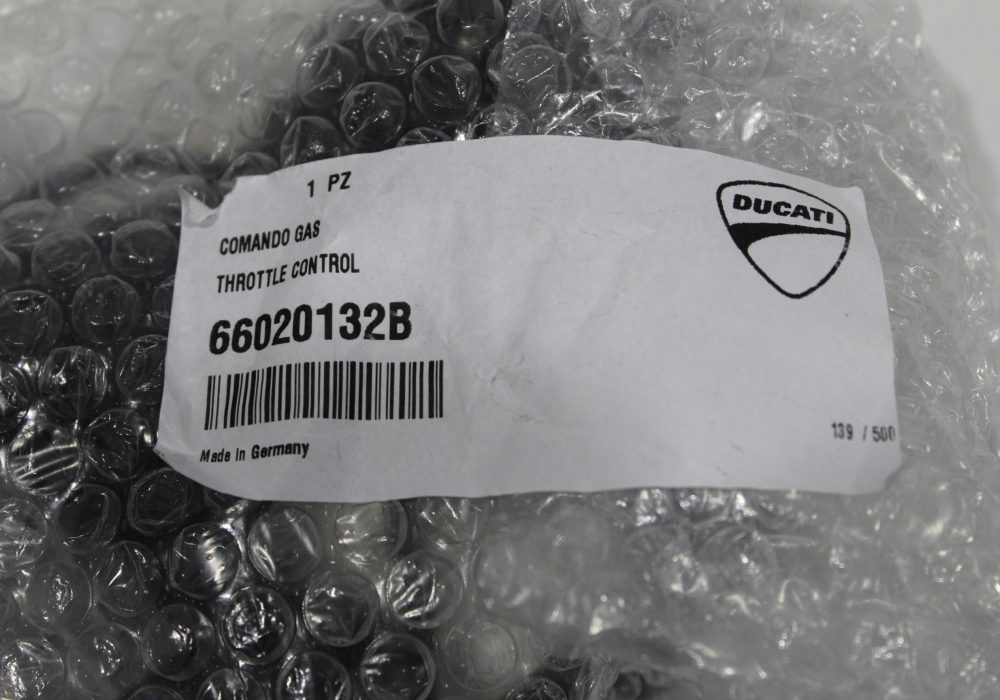 1 PZ
DUCATI
COMANDO GAS
THROTTLE CONTROL
66020132B
Made in Germany
139 / 500